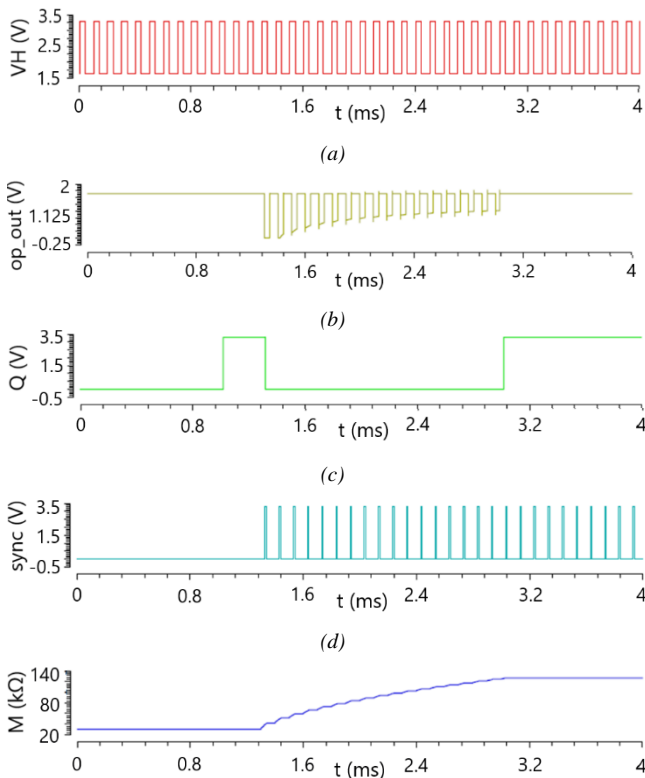 VH (V)
3.5
2.5
1.5
0 0.8 1.6 2.4 3.2 4
t (ms)
(a)
op_out (V)
2
1.125
-0.25
0 0.8 1.6 2.4 3.2 4
t (ms)
(b)
Q (V)
3.5
1.5
-0.5
0 0.8 1.6 2.4 3.2 4
t (ms)
(c)
sync (V)
3.5
1.5
-0.5
0 0.8 1.6 2.4 3.2 4
t (ms)
(d)
M (kΩ)
140
80
20
0 0.8 1.6 2.4 3.2 4
t (ms)